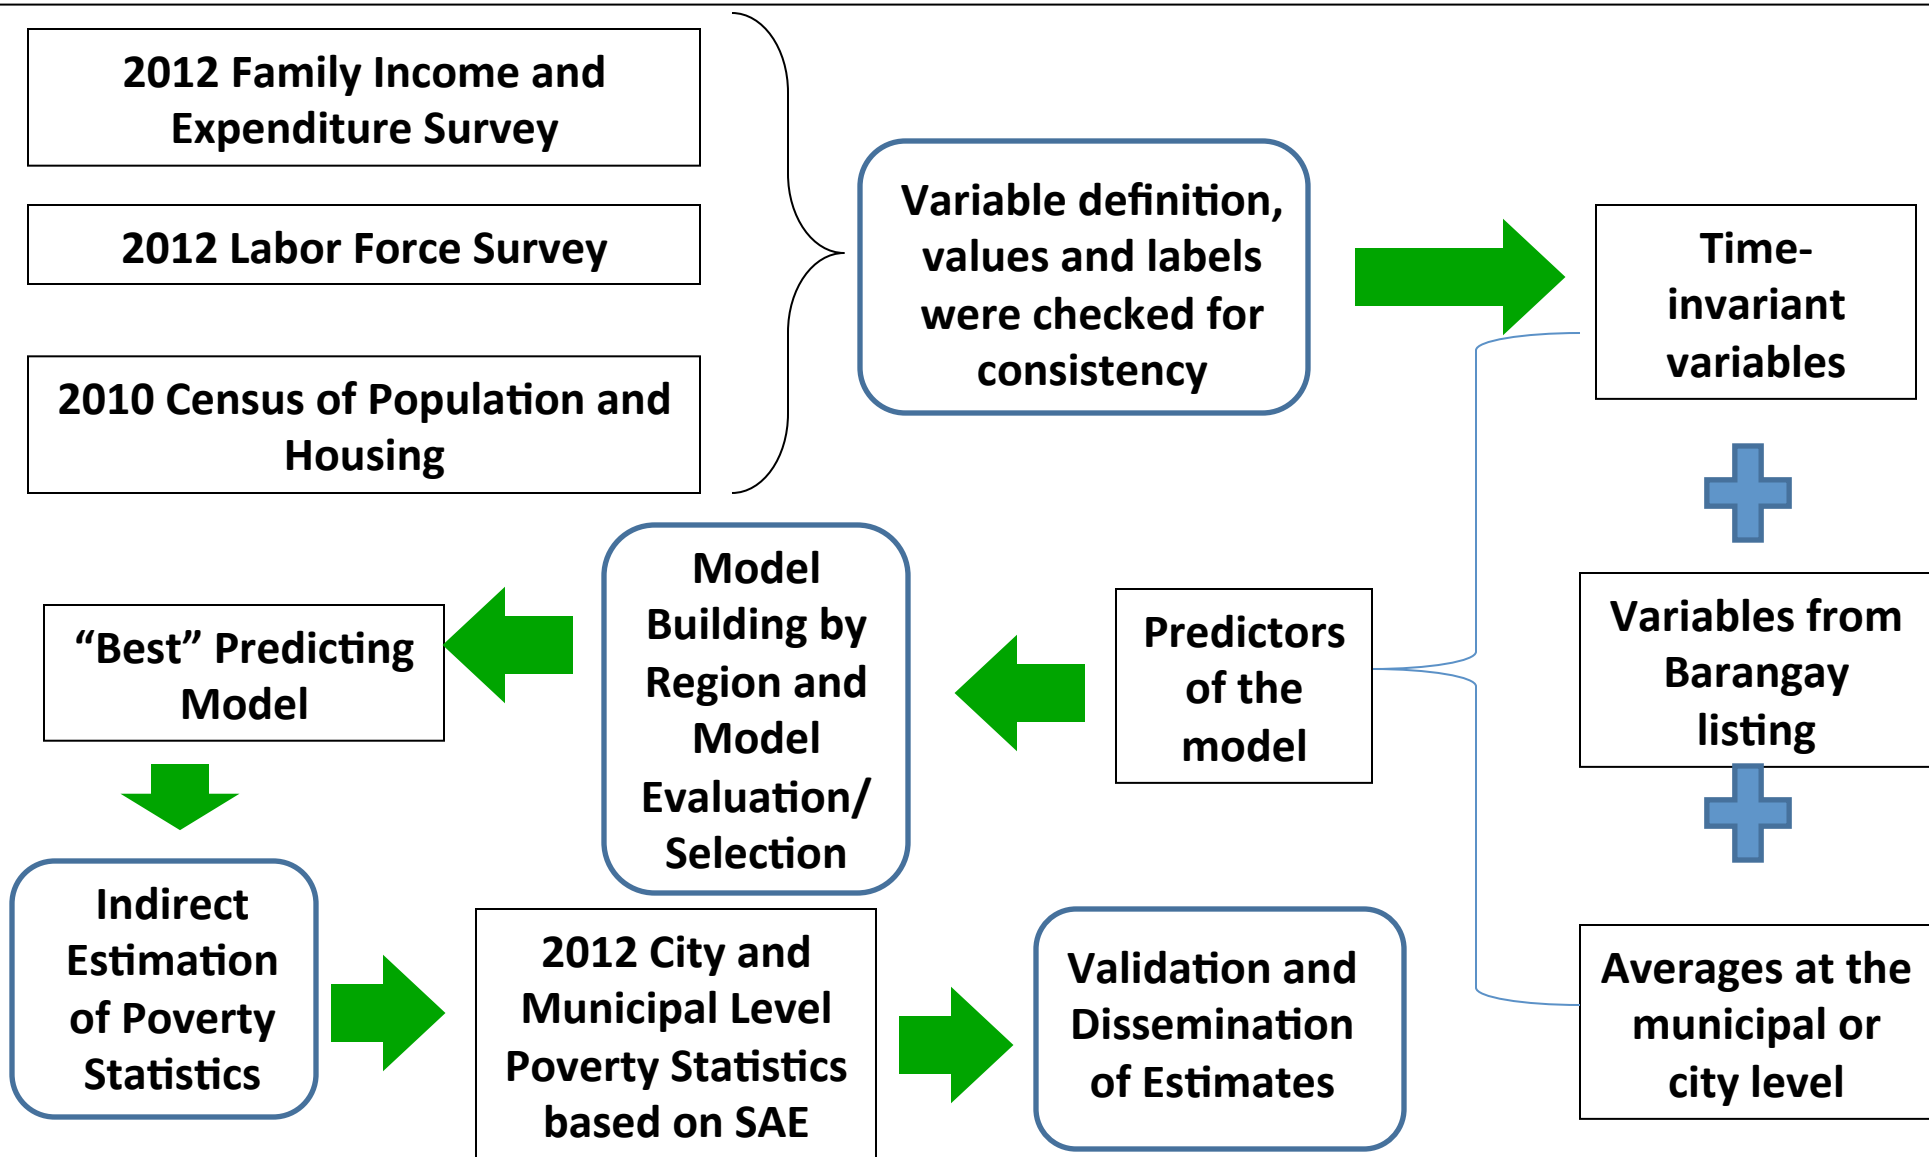 2012 Family Income and
Expenditure Survey
2012 Labor Force Survey
2010 Census of Population and
Housing
Variable definition,
values and labels
were checked for
consistency
Time-
invariant
variables
Variables from
Barangay
listing
Averages at the
municipal or
city level
Predictors
of the
model
Model
Building by
Region and
Model
Evaluation/
Selection
“Best” Predicting
Model
Indirect
Estimation
of Poverty
Statistics
2012 City and
Municipal Level
Poverty Statistics
based on SAE
Validation and
Dissemination
of Estimates